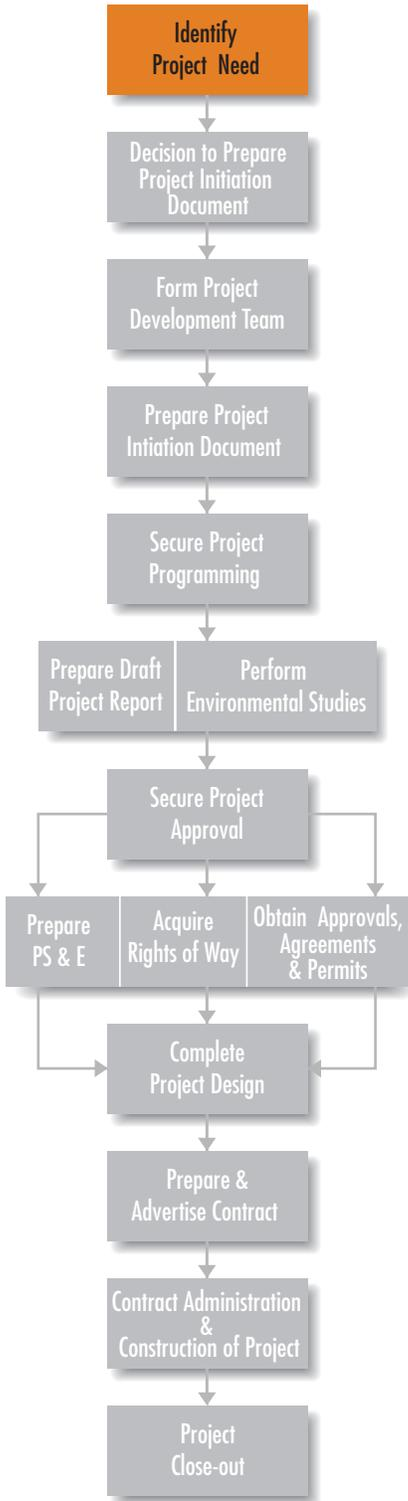 Identify
Project Need
Decision to Prepare
Project Initiation
Document
Form Project
Development Team
Prepare Project
Intiation Document
Secure Project
Programming
Prepare Draft
Project Report
Perform
Environmental Studies
Secure Project
Approval
Prepare
PS & E
Acquire
Rights of Way
Obtain Approvals,
Agreements
& Permits
Complete
Project Design
Prepare &
Advertise Contract
Contract Administration
&
Construction of Project
Project
Close-out